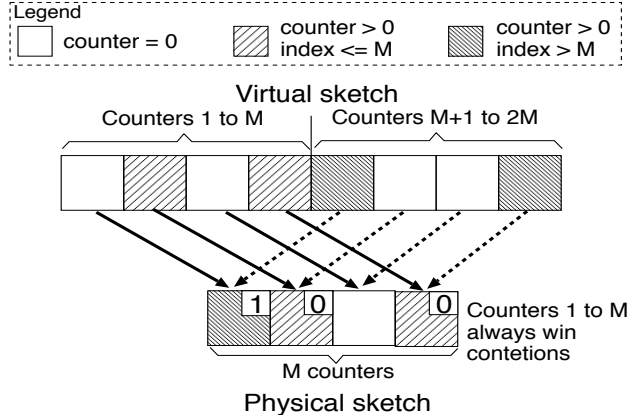 Legend
counter = 0
counter > 0
index <= M
counter > 0
index > M
Virtual sketch
Counters 1 to M
Counters M+1 to 2M
1
0
0
Counters 1 to M
always win
contetions
M counters
Physical sketch